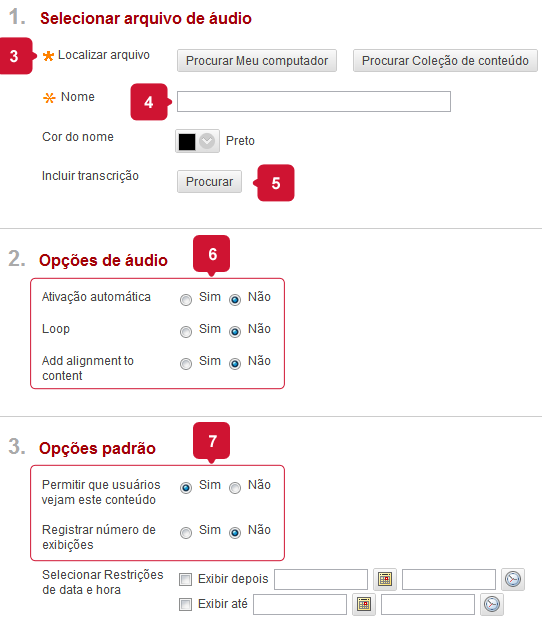 1. Selecionar arquivo de áudio
3 Localizar arquivo Procurar Meu computador Procurar Coleção de conteúdo
Nome 4
Cor do nome Preto
Incluir transcrição Procurar 5
2. Opções de áudio 6
Ativação automática Sim Não
Loop Sim Não
Add alignment to Sim Não
content
3. Opções padrão 7
Permitir que usuários Sim Não
vejam este conteúdo
Registrar número de Sim Não
exibições
Selecionar Restrições Exibir depois
de data e hora
Exibir até